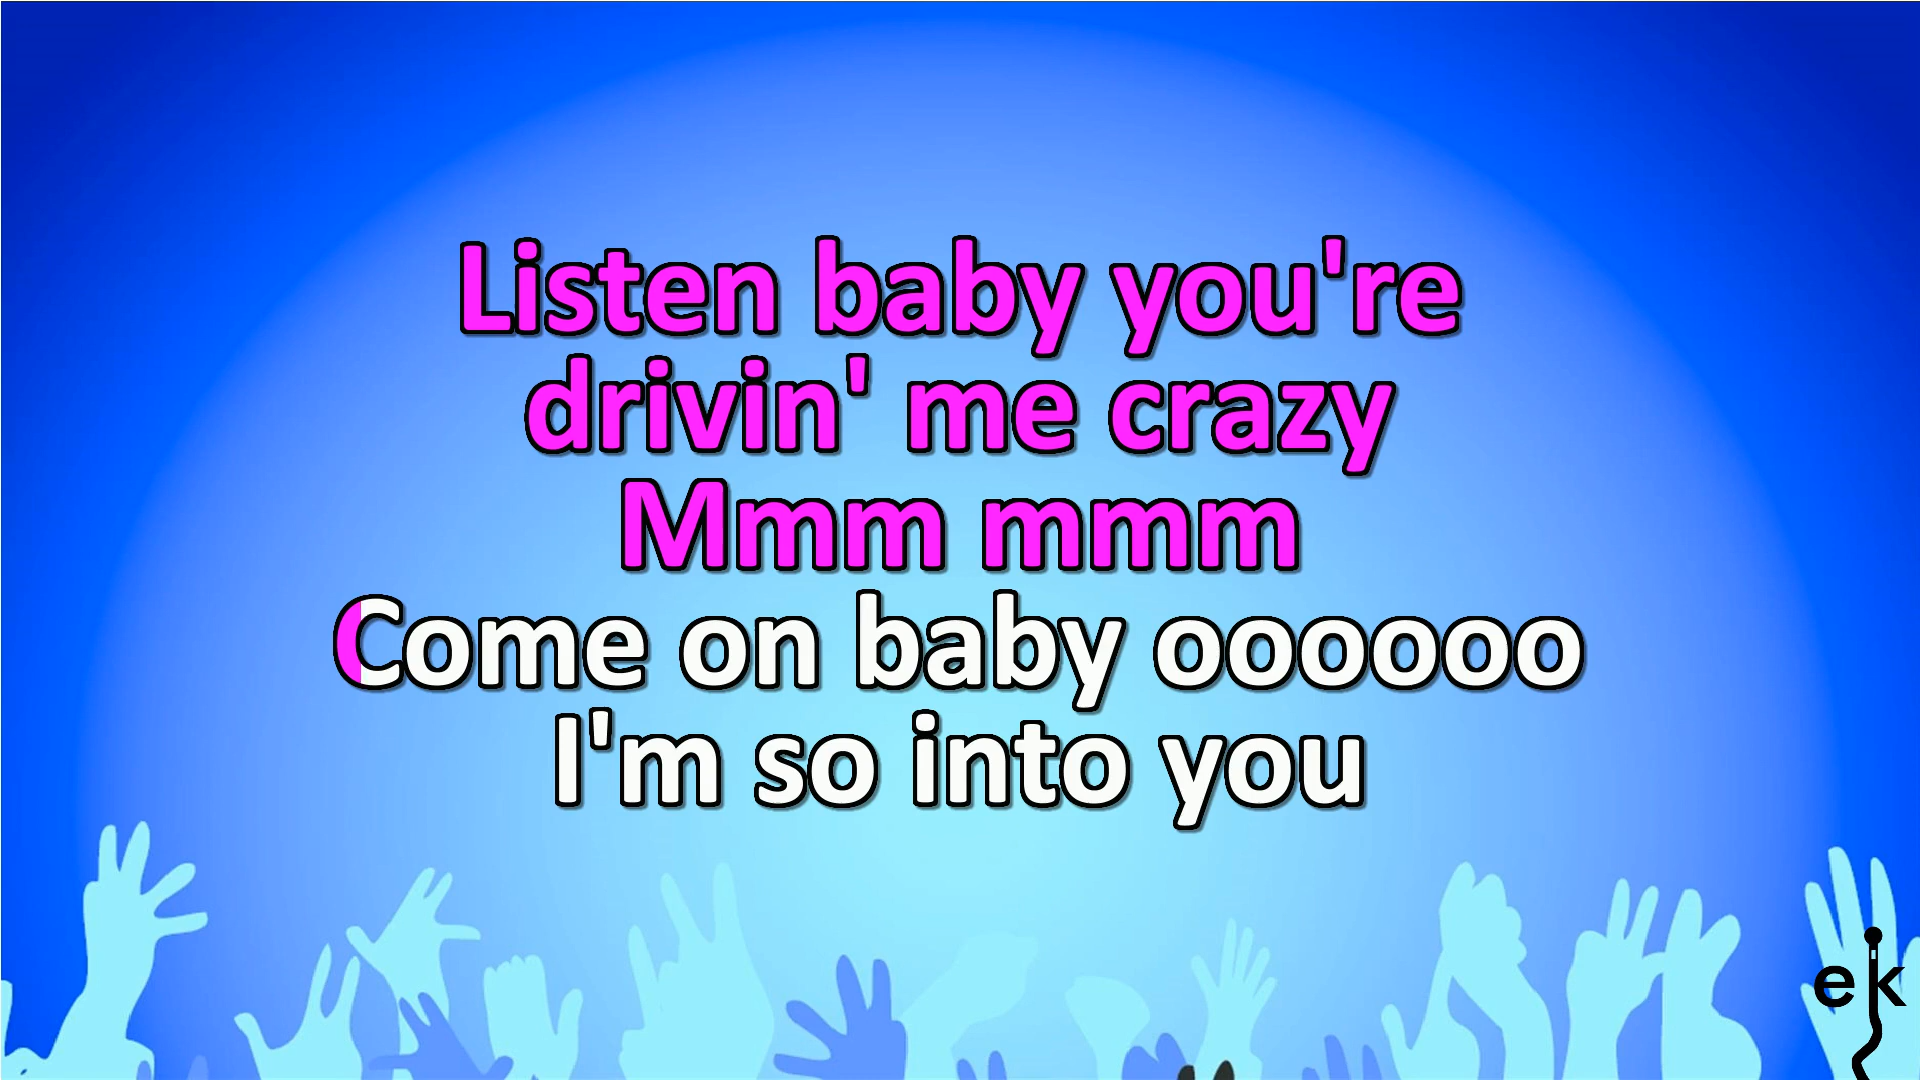 Listen baby you're
drivin' me crazy
Mmm mmm
Come on baby oooooo
I'm so into you
ek